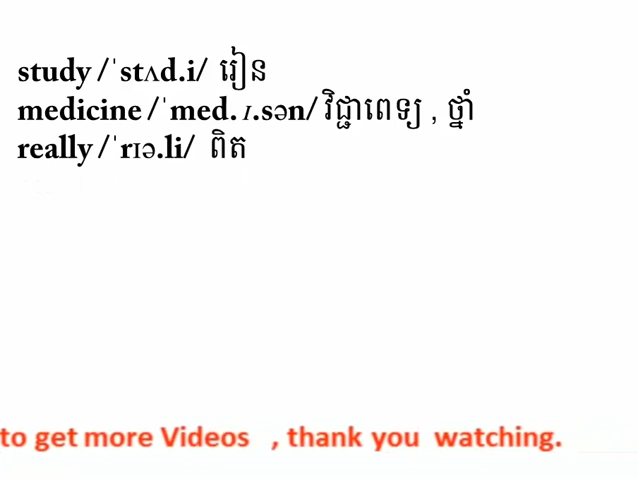 study /ˈstʌd.i/ រៀន
medicine /ˈmed.ɪ.sən/ វិជ្ជាពេទ្យ , ថ្នាំ
really /ˈrɪə.li/ ពិត
to get more Videos , thank you watching.